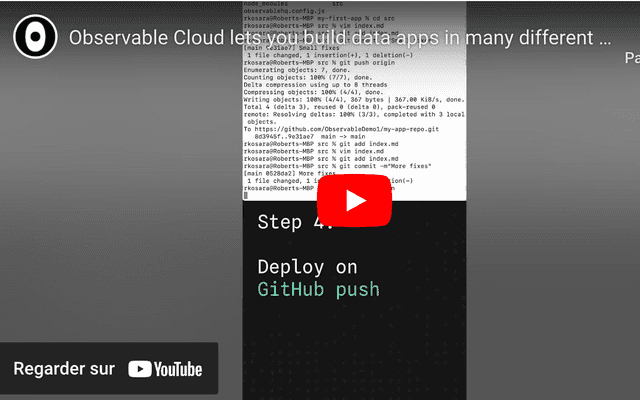 Observable Cloud lets you build data apps in many different ...
Pa
node_modules src
observablehq.config.js
rkosara@Roberts-MBP my-first-app % cd src
rkosara@Roberts-MBP src % vim index.md
[main c231ae7] Small fixes
1 file changed, 1 insertion(+), 1 deletion(-)
rkosara@Roberts-MBP src % git push origin
Enumerating objects: 7, done.
Counting objects: 100% (7/7), done.
Delta compression using up to 8 threads
Compressing objects: 100% (4/4), done.
Writing objects: 100% (4/4), 367 bytes | 367.00 KiB/s, done.
Total 4 (delta 3), reused 0 (delta 0), pack-reused 0
remote: Resolving deltas: 100% (3/3), completed with 3 local
objects.
To https://github.com/ObservableDemo1/my-app-repo.git
8d3945f..9e31ae7 main -> main
rkosara@Roberts-MBP src % git add index.md
rkosara@Roberts-MBP src % vim index.md
rkosara@Roberts-MBP src % git add index.md
rkosara@Roberts-MBP src % git commit -m"More fixes"
[main 0528da2] More fixes
1 file changed, 1 insertion(+), 1 deletion(-)
rkosara@Roberts-MBP
Step 4:
Deploy on
GitHub push
Regarder sur YouTube